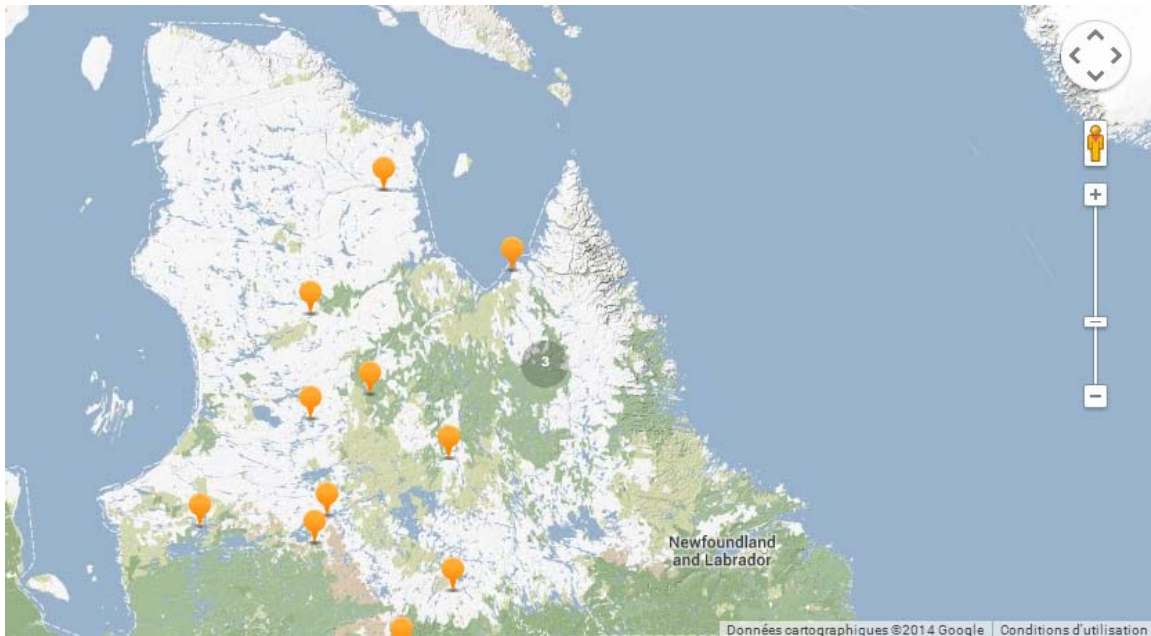 3
Newfoundland
and Labrador
Données cartographiques ©2014 Google
Conditions d'utilisation